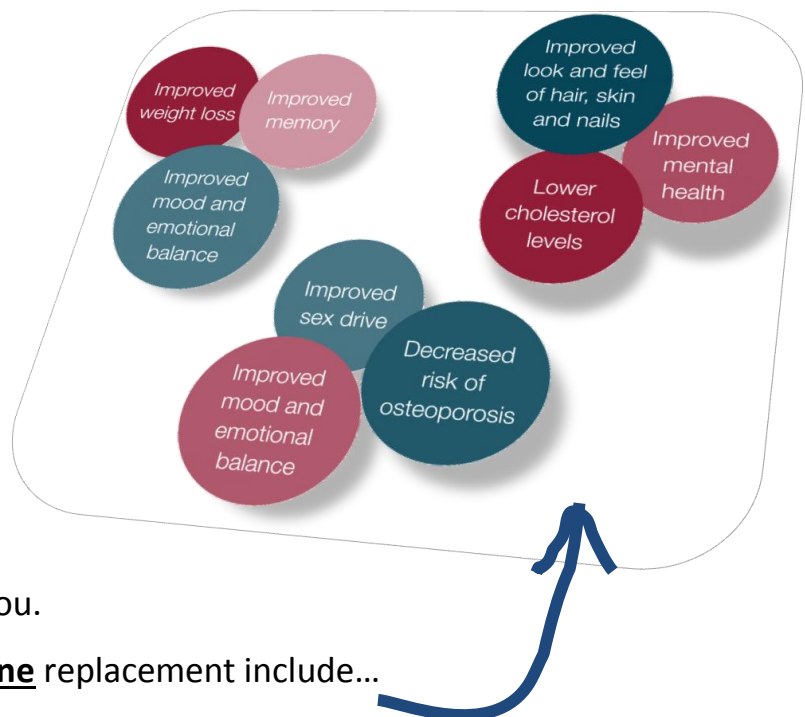 Improved
weight loss
Improved
memory
Improved
mood and
emotional
balance
Improved
look and feel
of hair, skin
and nails
Improved
mental
health
Lower
cholesterol
levels
Improved
sex drive
Decreased
risk of
osteoporosis
Improved
mood and
emotional
balance
ou.
ne replacement include…